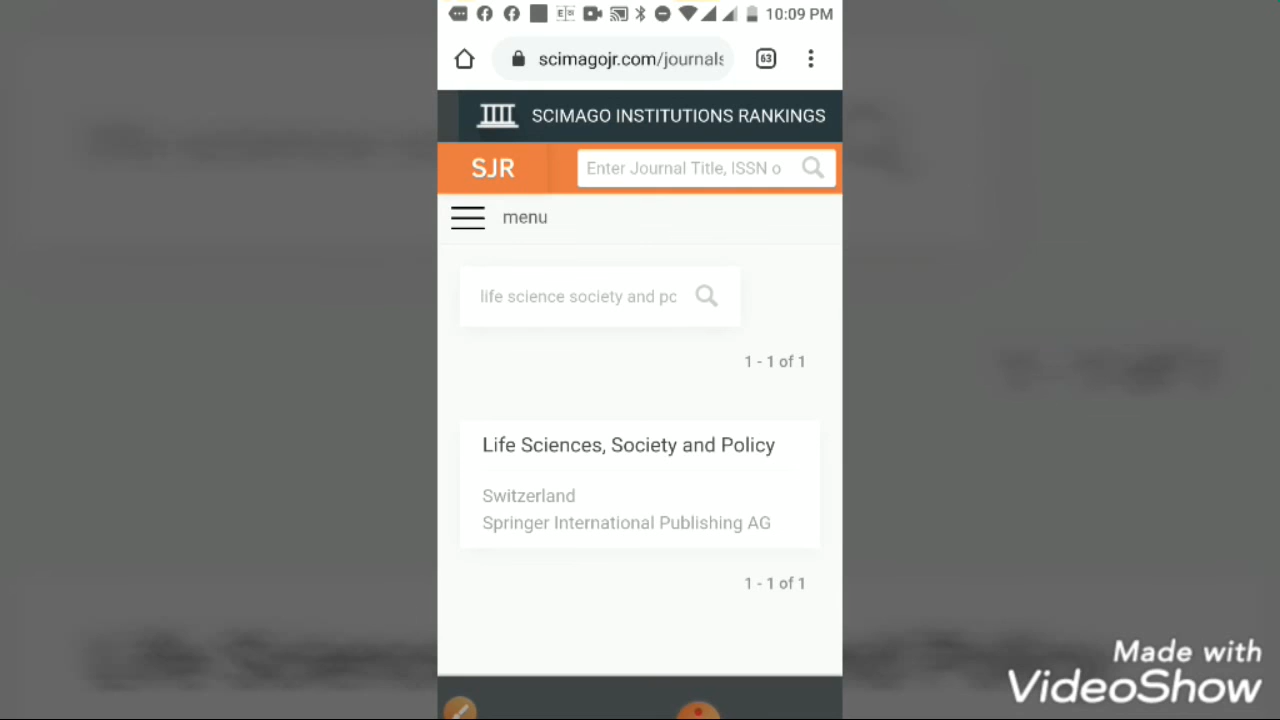 10:09 PM
scimagojr.com/journals
63
SCIMAGO INSTITUTIONS RANKINGS
SJR
Enter Journal Title, ISSN o
menu
life science society and pc
1 - 1 of 1
Life Sciences, Society and Policy
Switzerland
Springer International Publishing AG
1 - 1 of 1
Made with
VideoShow